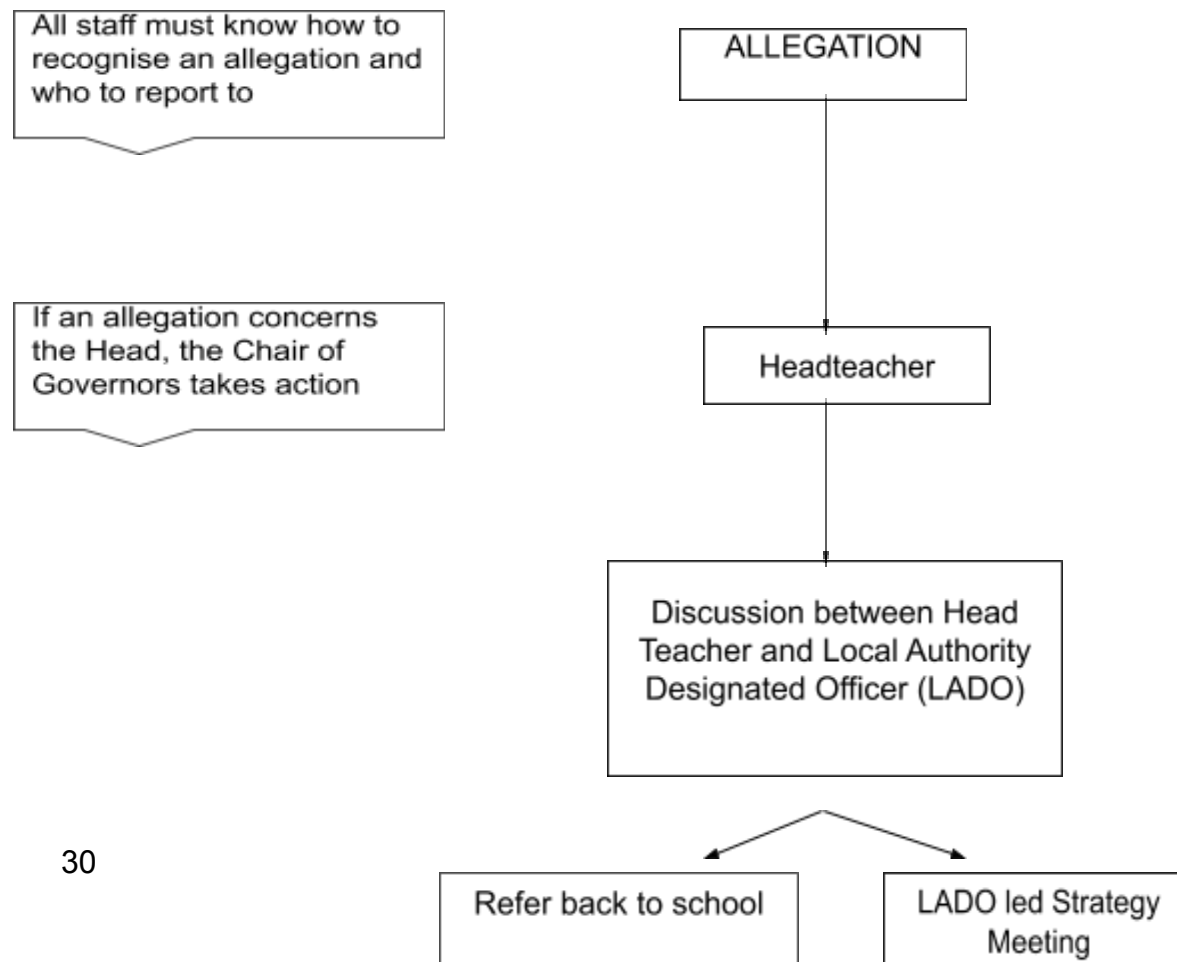 All staff must know how to
recognise an allegation and
who to report to
ALLEGATION
If an allegation concerns
the Head, the Chair of
Governors takes action
Headteacher
Discussion between Head
Teacher and Local Authority
Designated Officer (LADO)
30
Refer back to school
LADO led Strategy
Meeting